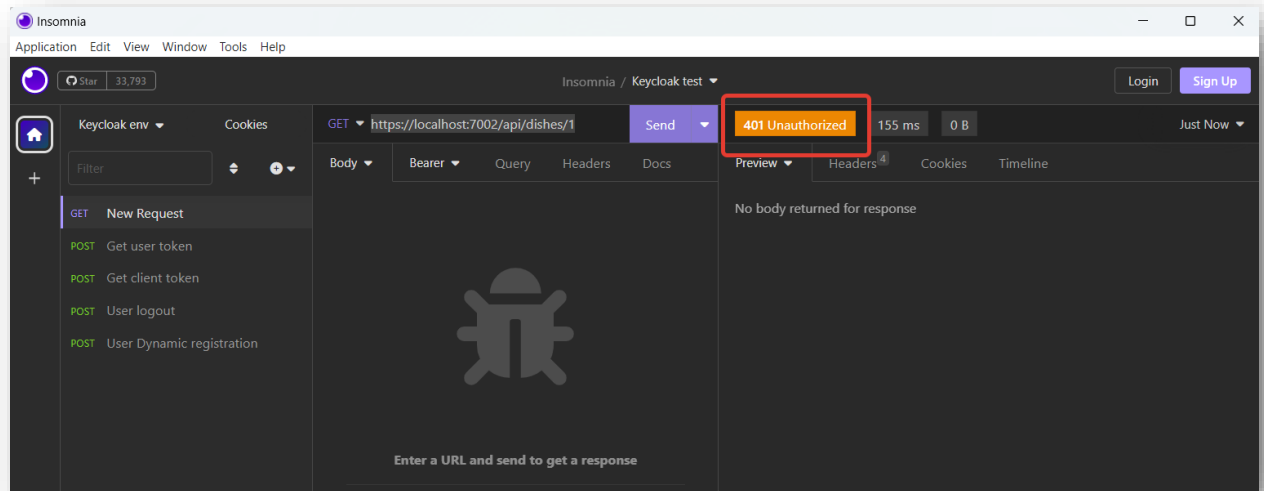 Insomnia
Application Edit View Window Tools Help
Star 33,793
Insomnia / Keycloak test
Login Sign Up
Keycloak env Cookies
GET https://localhost:7002/api/dishes/1 Send
401 Unauthorized 155 ms 0 B Just Now
Filter
Body Bearer Query Headers Docs
Preview Headers 4 Cookies Timeline
GET New Request
POST Get user token
POST Get client token
POST User logout
POST User Dynamic registration
No body returned for response
Enter a URL and send to get a response